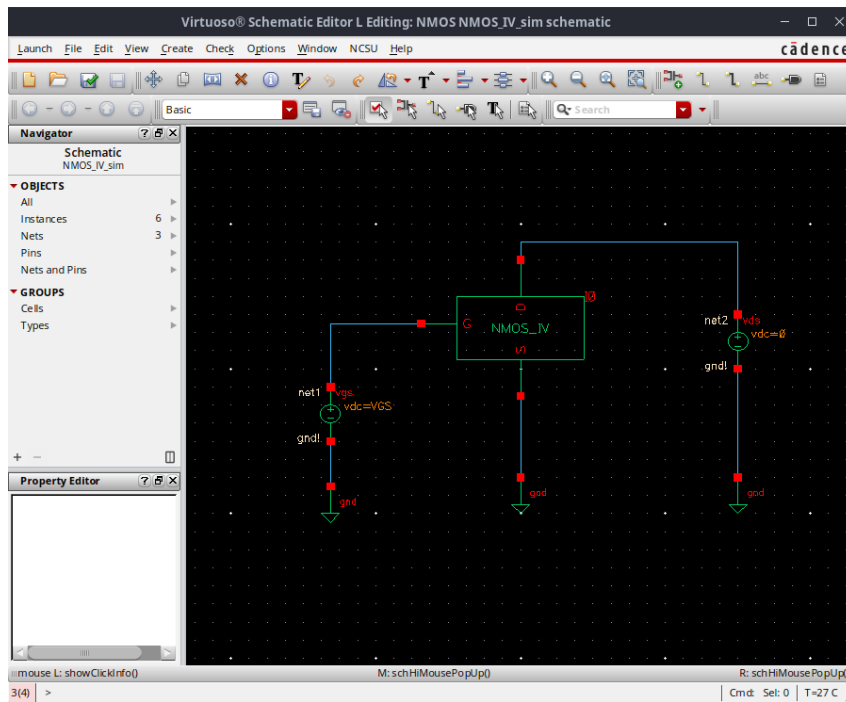 Virtuoso® Schematic Editor L Editing: NMOS NMOS_IV_sim schematic
Launch File Edit View Create Check Options Window NCSU Help
cādence
T
T
abc
Basic
T
Search
Navigator
Schematic
NMOS_IV_sim
OBJECTS
All
Instances 6
Nets 3
Pins
Nets and Pins
GROUPS
Cells
Types
Property Editor
I0
D
G NMOS_IV
S
net2 vds
vdc=0
gnd!
net1 vgs
vdc=VGS
gnd!
gnd
gnd
gnd
mouse L: showClickInfo() M: schHiMousePopUp() R: schHiMousePopUp(
3(4) > Cmd: Sel: 0 T=27 C